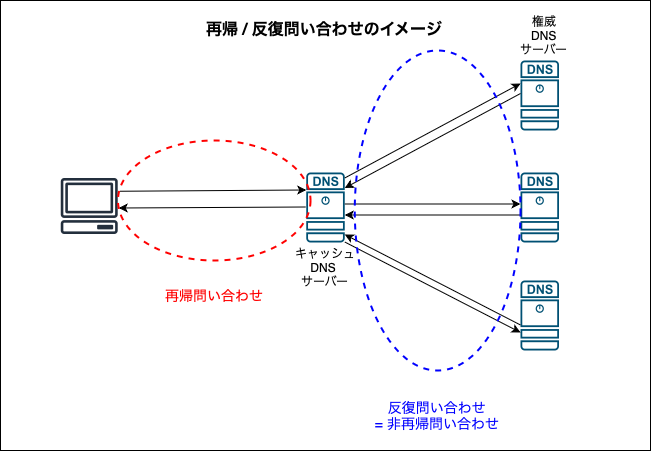 再帰 / 反復問い合わせのイメージ
権威
DNS
サーバー
DNS
DNS
DNS
キャッシュ
DNS
サーバー
DNS
再帰問い合わせ
反復問い合わせ
= 非再帰問い合わせ